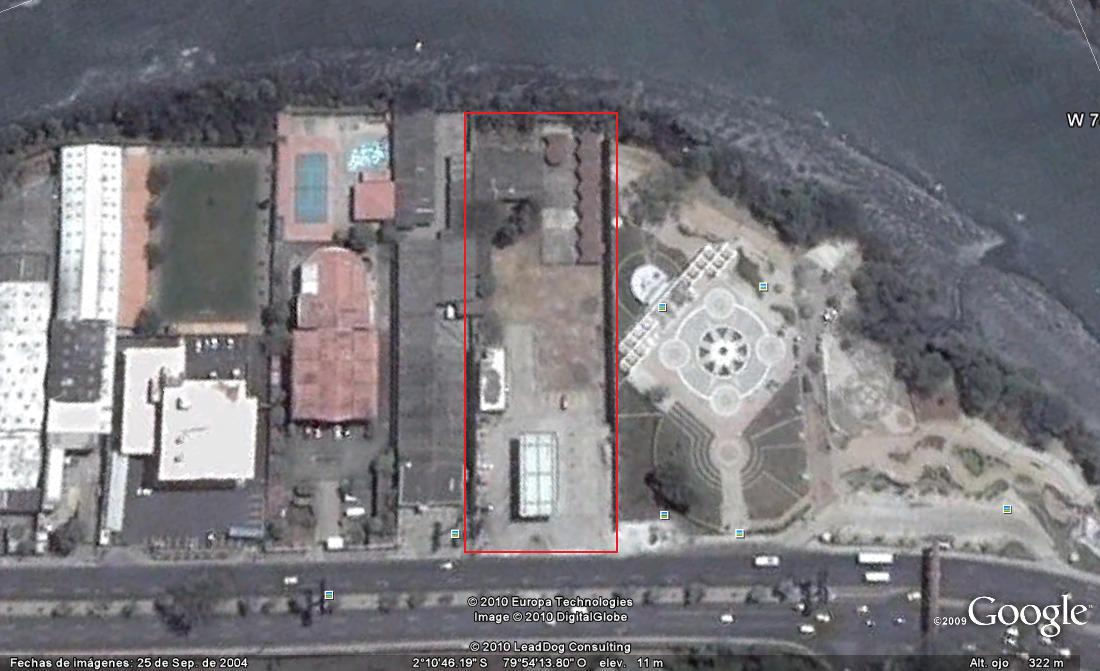 W 7
© 2010 Europa Technologies
Image © 2010 DigitalGlobe
©2009 Google™
© 2010 LeadDog Consulting
Fechas de imágenes: 25 de Sep. de 2004 2°10'46.19" S 79°54'13.80" O elev. 11 m Alt. ojo 322 m